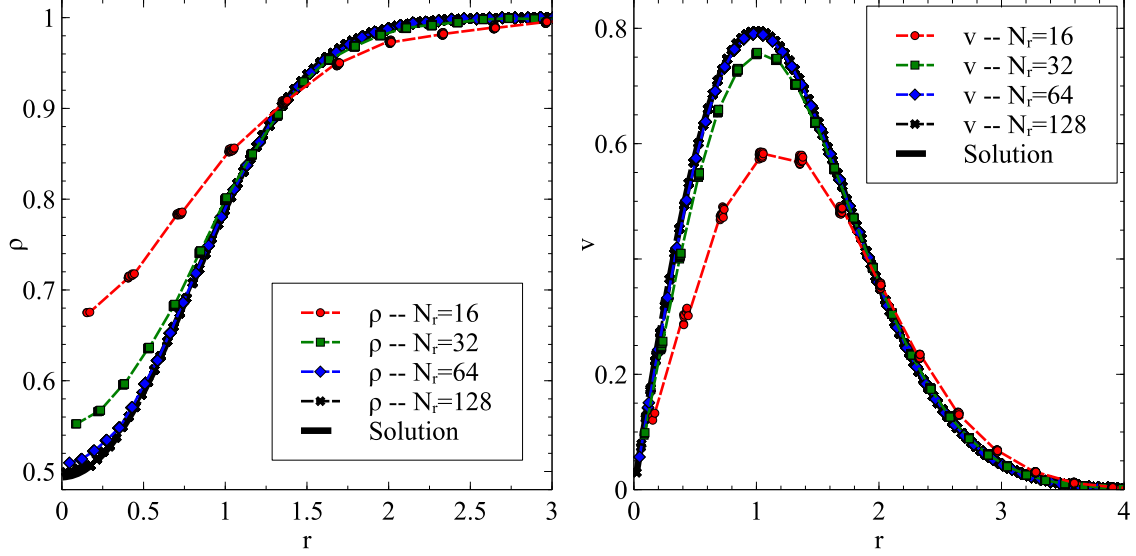 1
0.9
0.8
ρ
0.7
0.6
0.5
0
0.5
1
1.5
2
2.5
3
r
ρ -- Nᵣ=16
ρ -- Nᵣ=32
ρ -- Nᵣ=64
ρ -- Nᵣ=128
Solution
0.8
0.6
v
0.4
0.2
0
0
1
2
3
4
r
v -- Nᵣ=16
v -- Nᵣ=32
v -- Nᵣ=64
v -- Nᵣ=128
Solution